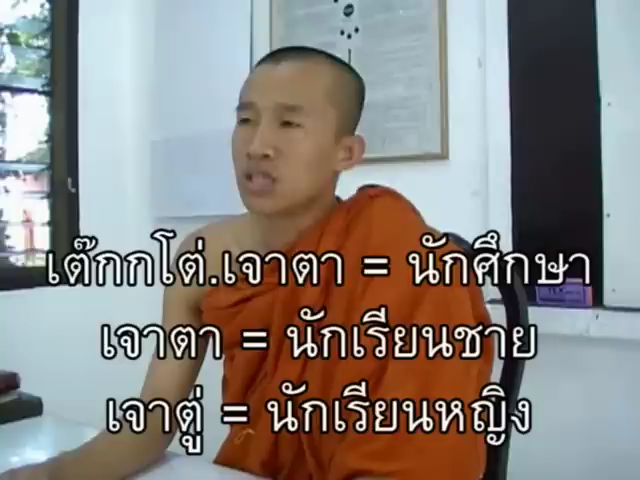 เต๊กกโต่.เจาตา = นักศึกษา
เจาตา = นักเรียนชาย
เจาตู่ = นักเรียนหญิง